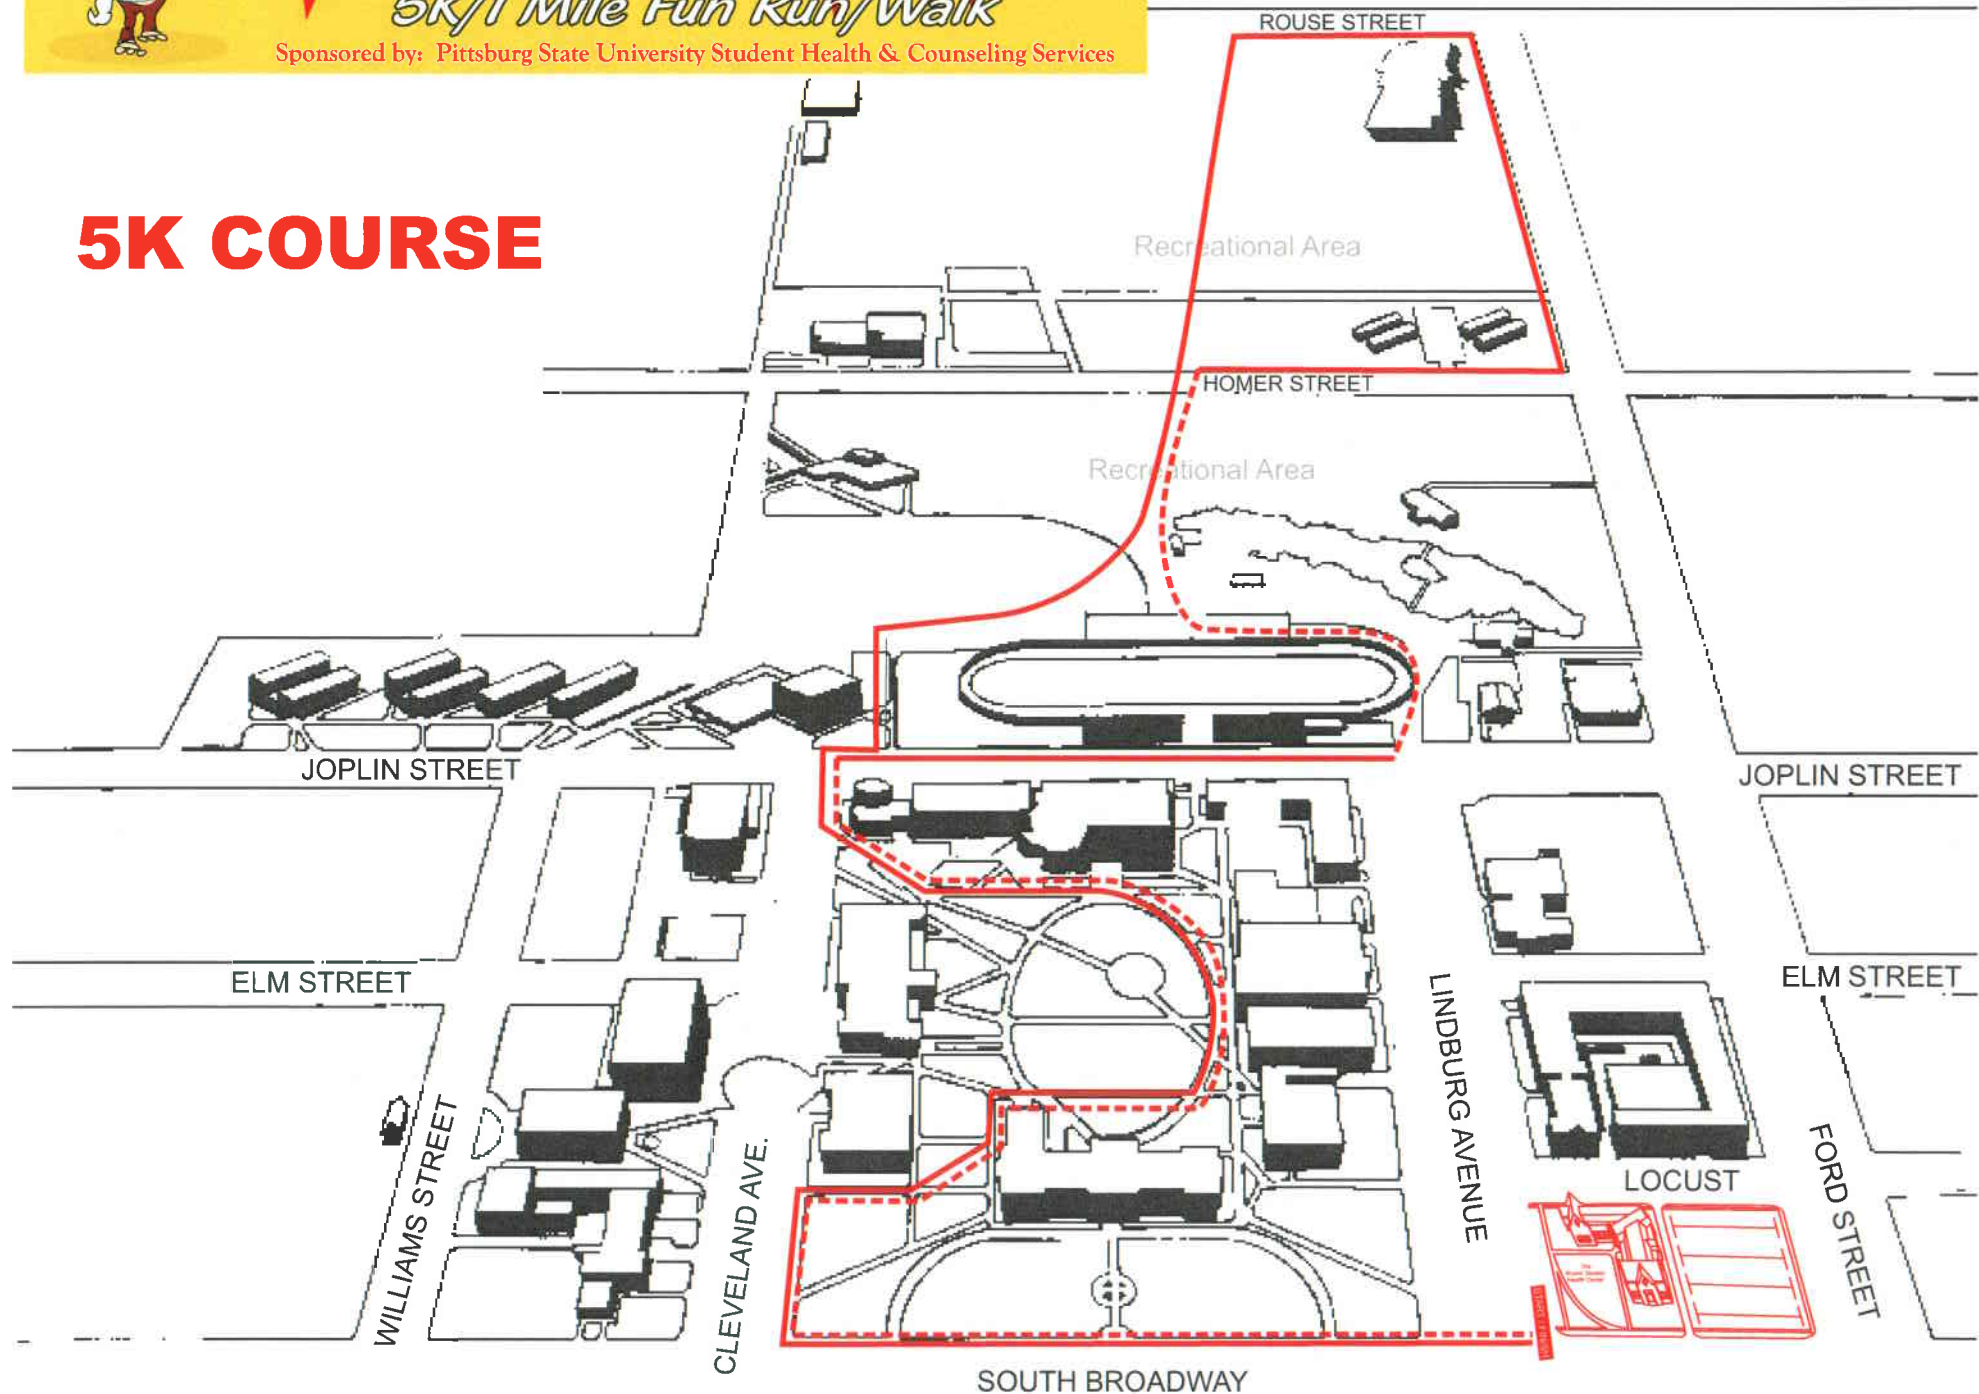 5K/1 Mile Fun Run/Walk
Sponsored by: Pittsburg State University Student Health & Counseling Services
ROUSE STREET
5K COURSE
Recreational Area
HOMER STREET
Recreational Area
JOPLIN STREET
JOPLIN STREET
ELM STREET
ELM STREET
LINDBURG AVENUE
WILLIAMS STREET
CLEVELAND AVE.
FORD STREET
LOCUST
SOUTH BROADWAY